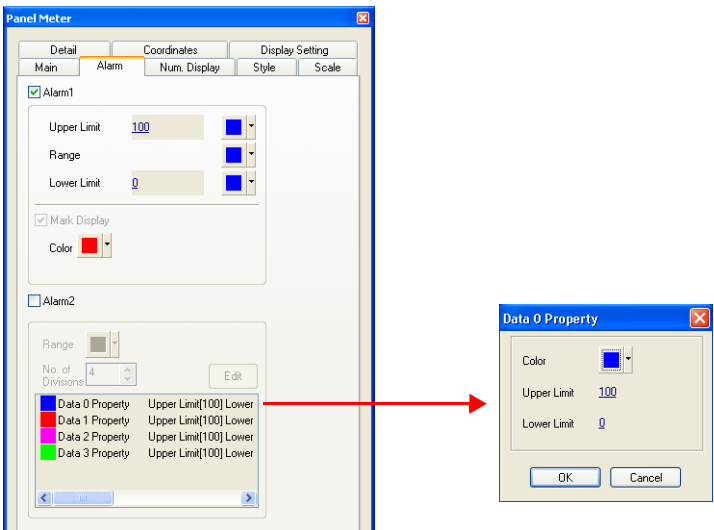 Panel Meter
Detail Coordinates Display Setting
Main Alarm Num. Display Style Scale
Alarm1
Upper Limit 100
Range
Lower Limit 0
Mark Display
Color
Alarm2
Range
No. of
Divisions 4 Edit
Data 0 Property Upper Limit[100] Lower
Data 1 Property Upper Limit[100] Lower
Data 2 Property Upper Limit[100] Lower
Data 3 Property Upper Limit[100] Lower
Data 0 Property
Color
Upper Limit 100
Lower Limit 0
OK Cancel